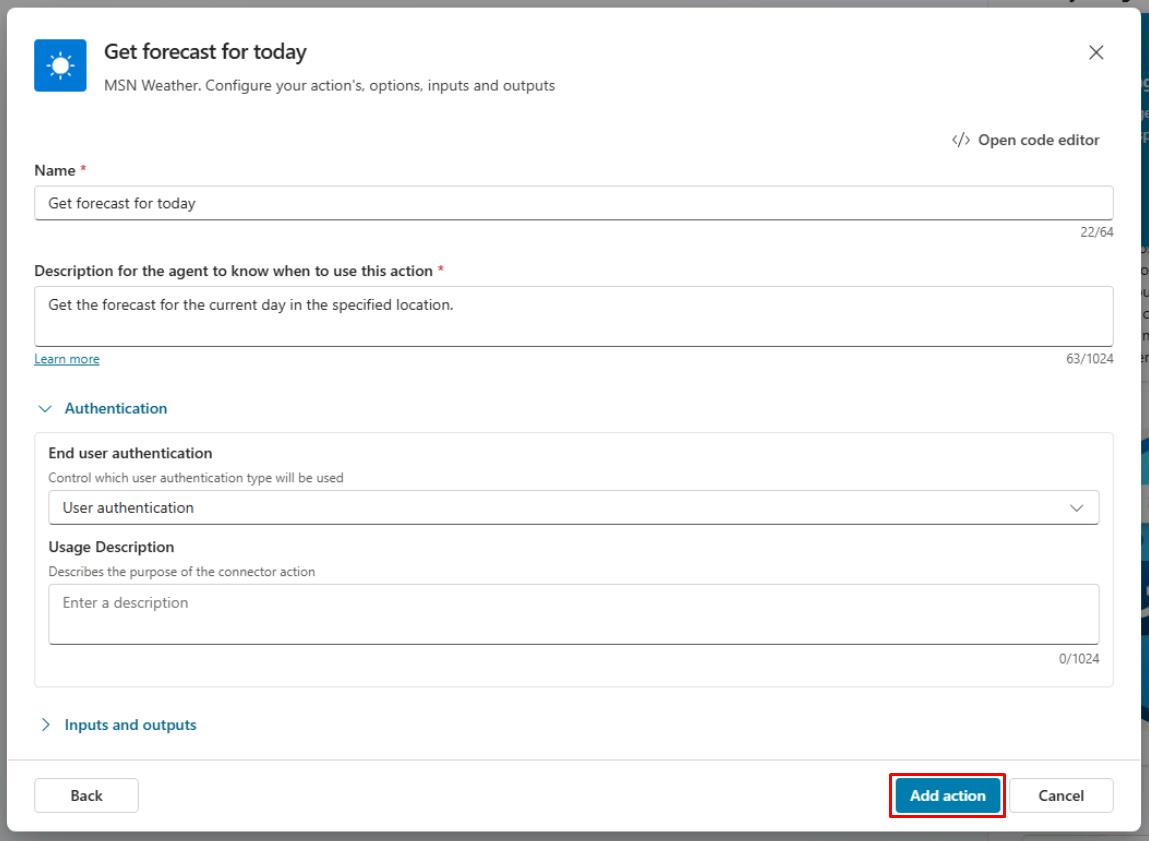 Get forecast for today
MSN Weather. Configure your action's, options, inputs and outputs
</> Open code editor
Name *
Get forecast for today
22/64
Description for the agent to know when to use this action *
Get the forecast for the current day in the specified location.
Learn more
63/1024
Authentication
End user authentication
Control which user authentication type will be used
User authentication
Usage Description
Describes the purpose of the connector action
Enter a description
0/1024
Inputs and outputs
Back
Add action
Cancel